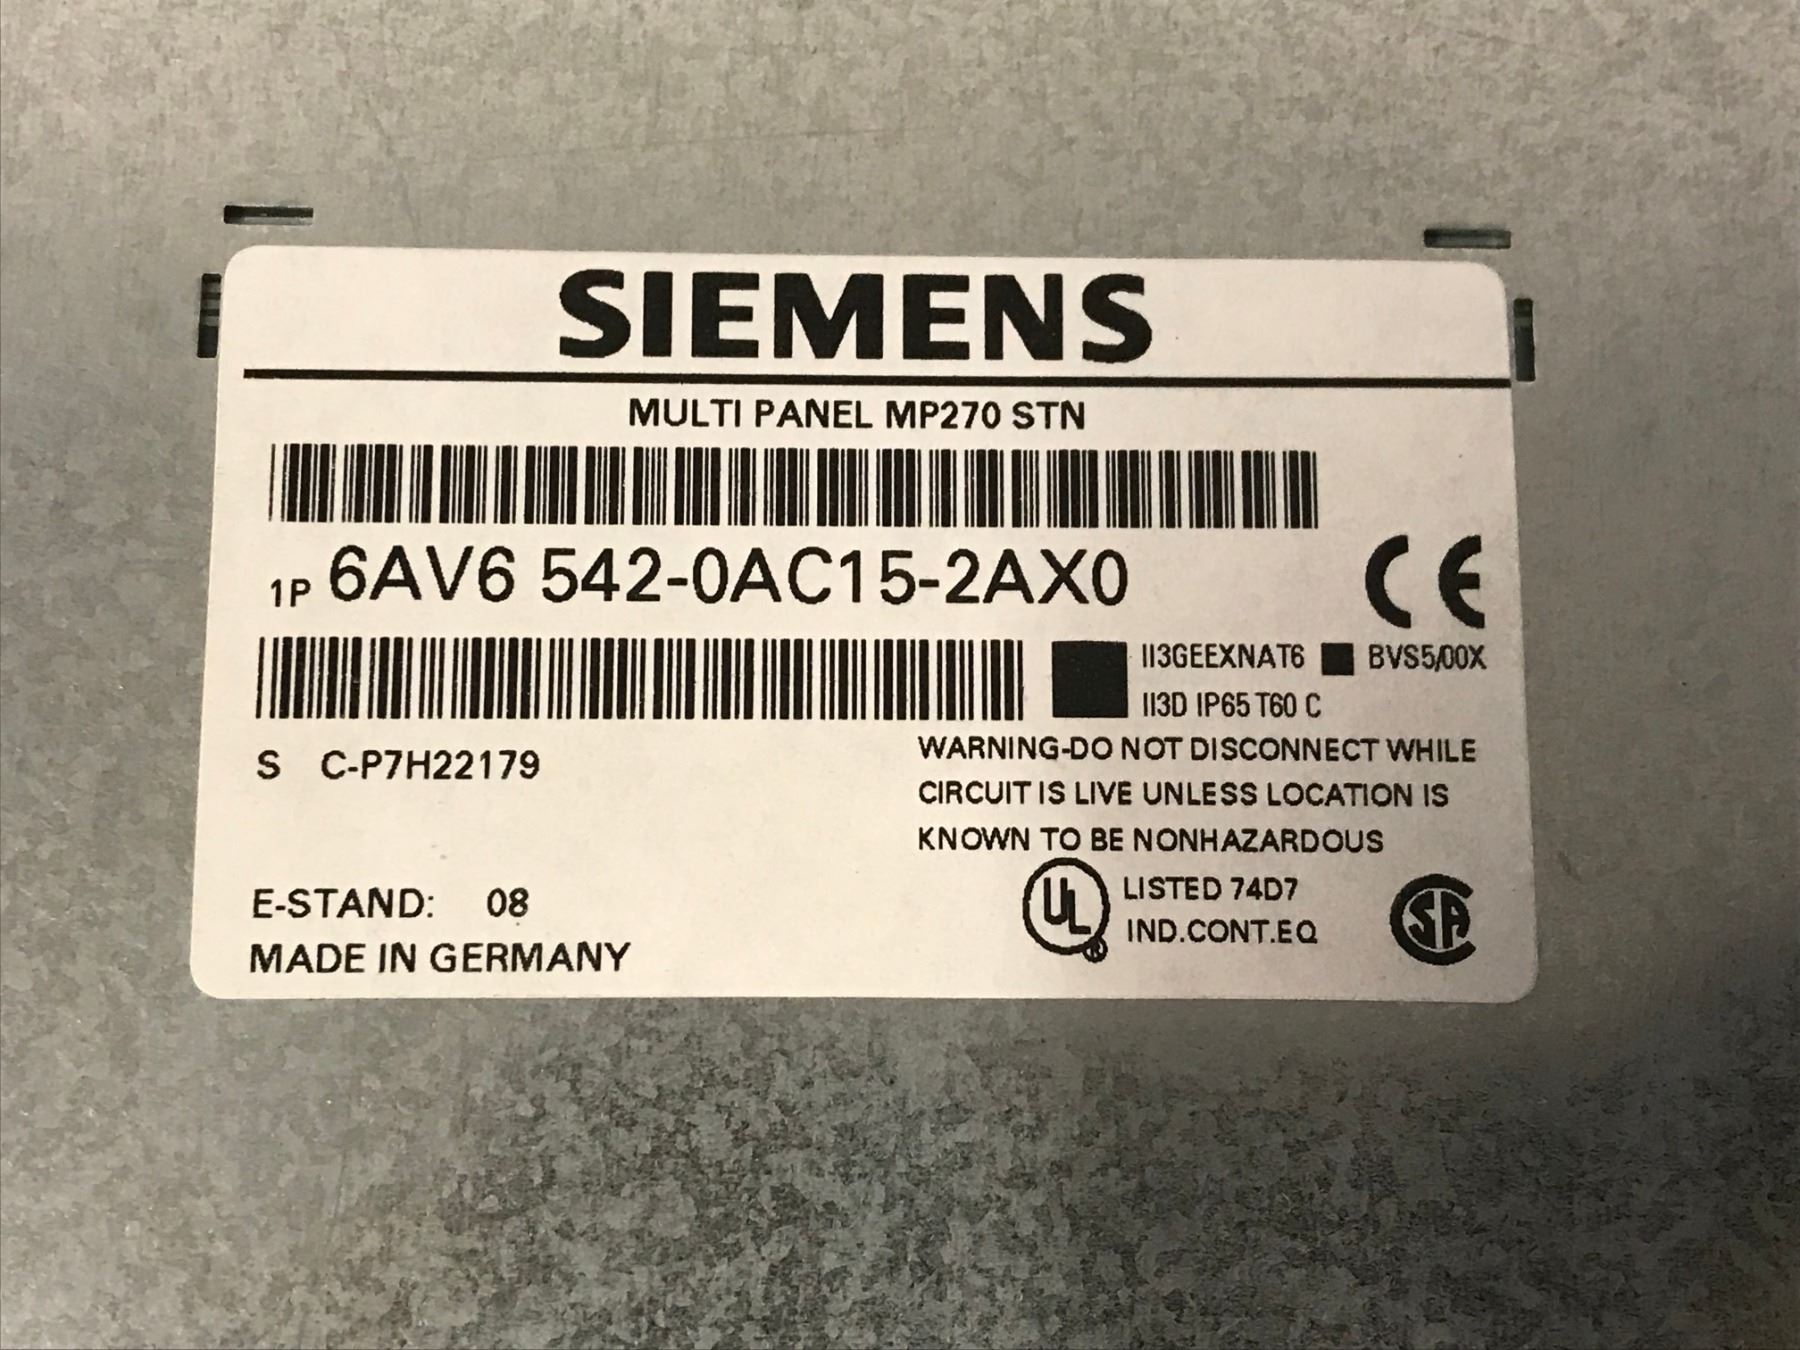 SIEMENS
MULTI PANEL MP270 STN
1P 6AV6 542-0AC15-2AX0
CE
II3GEEXNAT6 BVS5/00X
II3D IP65 T60 C
S C-P7H22179
WARNING-DO NOT DISCONNECT WHILE
CIRCUIT IS LIVE UNLESS LOCATION IS
KNOWN TO BE NONHAZARDOUS
E-STAND: 08
MADE IN GERMANY
UL ® LISTED 74D7
IND.CONT.EQ
SA